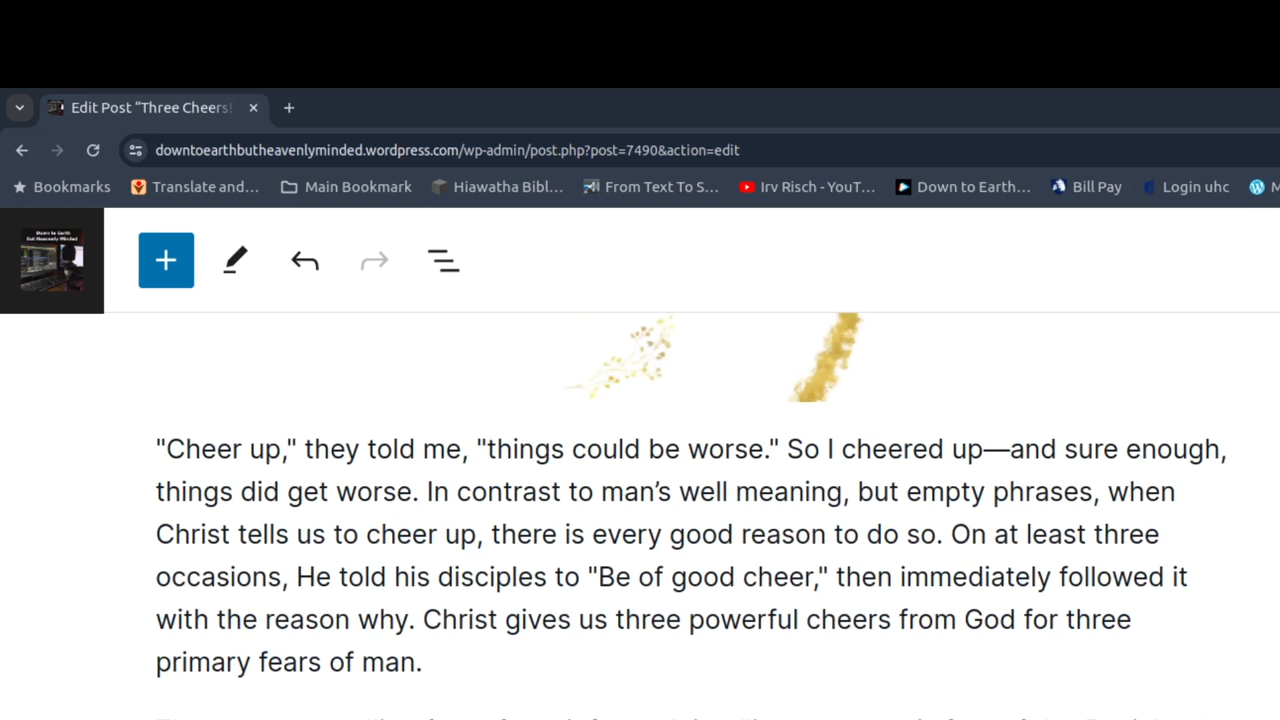 Edit Post "Three Cheers!
downtoearthbutheavenlyminded.wordpress.com/wp-admin/post.php?post=7490&action=edit
Bookmarks Translate and... Main Bookmark Hiawatha Bibl... From Text To S... Irv Risch - YouT... Down to Earth... Bill Pay Login uhc M
Down to Earth
But Heavenly Minded
"Cheer up," they told me, "things could be worse." So I cheered up—and sure enough,
things did get worse. In contrast to man’s well meaning, but empty phrases, when
Christ tells us to cheer up, there is every good reason to do so. On at least three
occasions, He told his disciples to "Be of good cheer," then immediately followed it
with the reason why. Christ gives us three powerful cheers from God for three
primary fears of man.